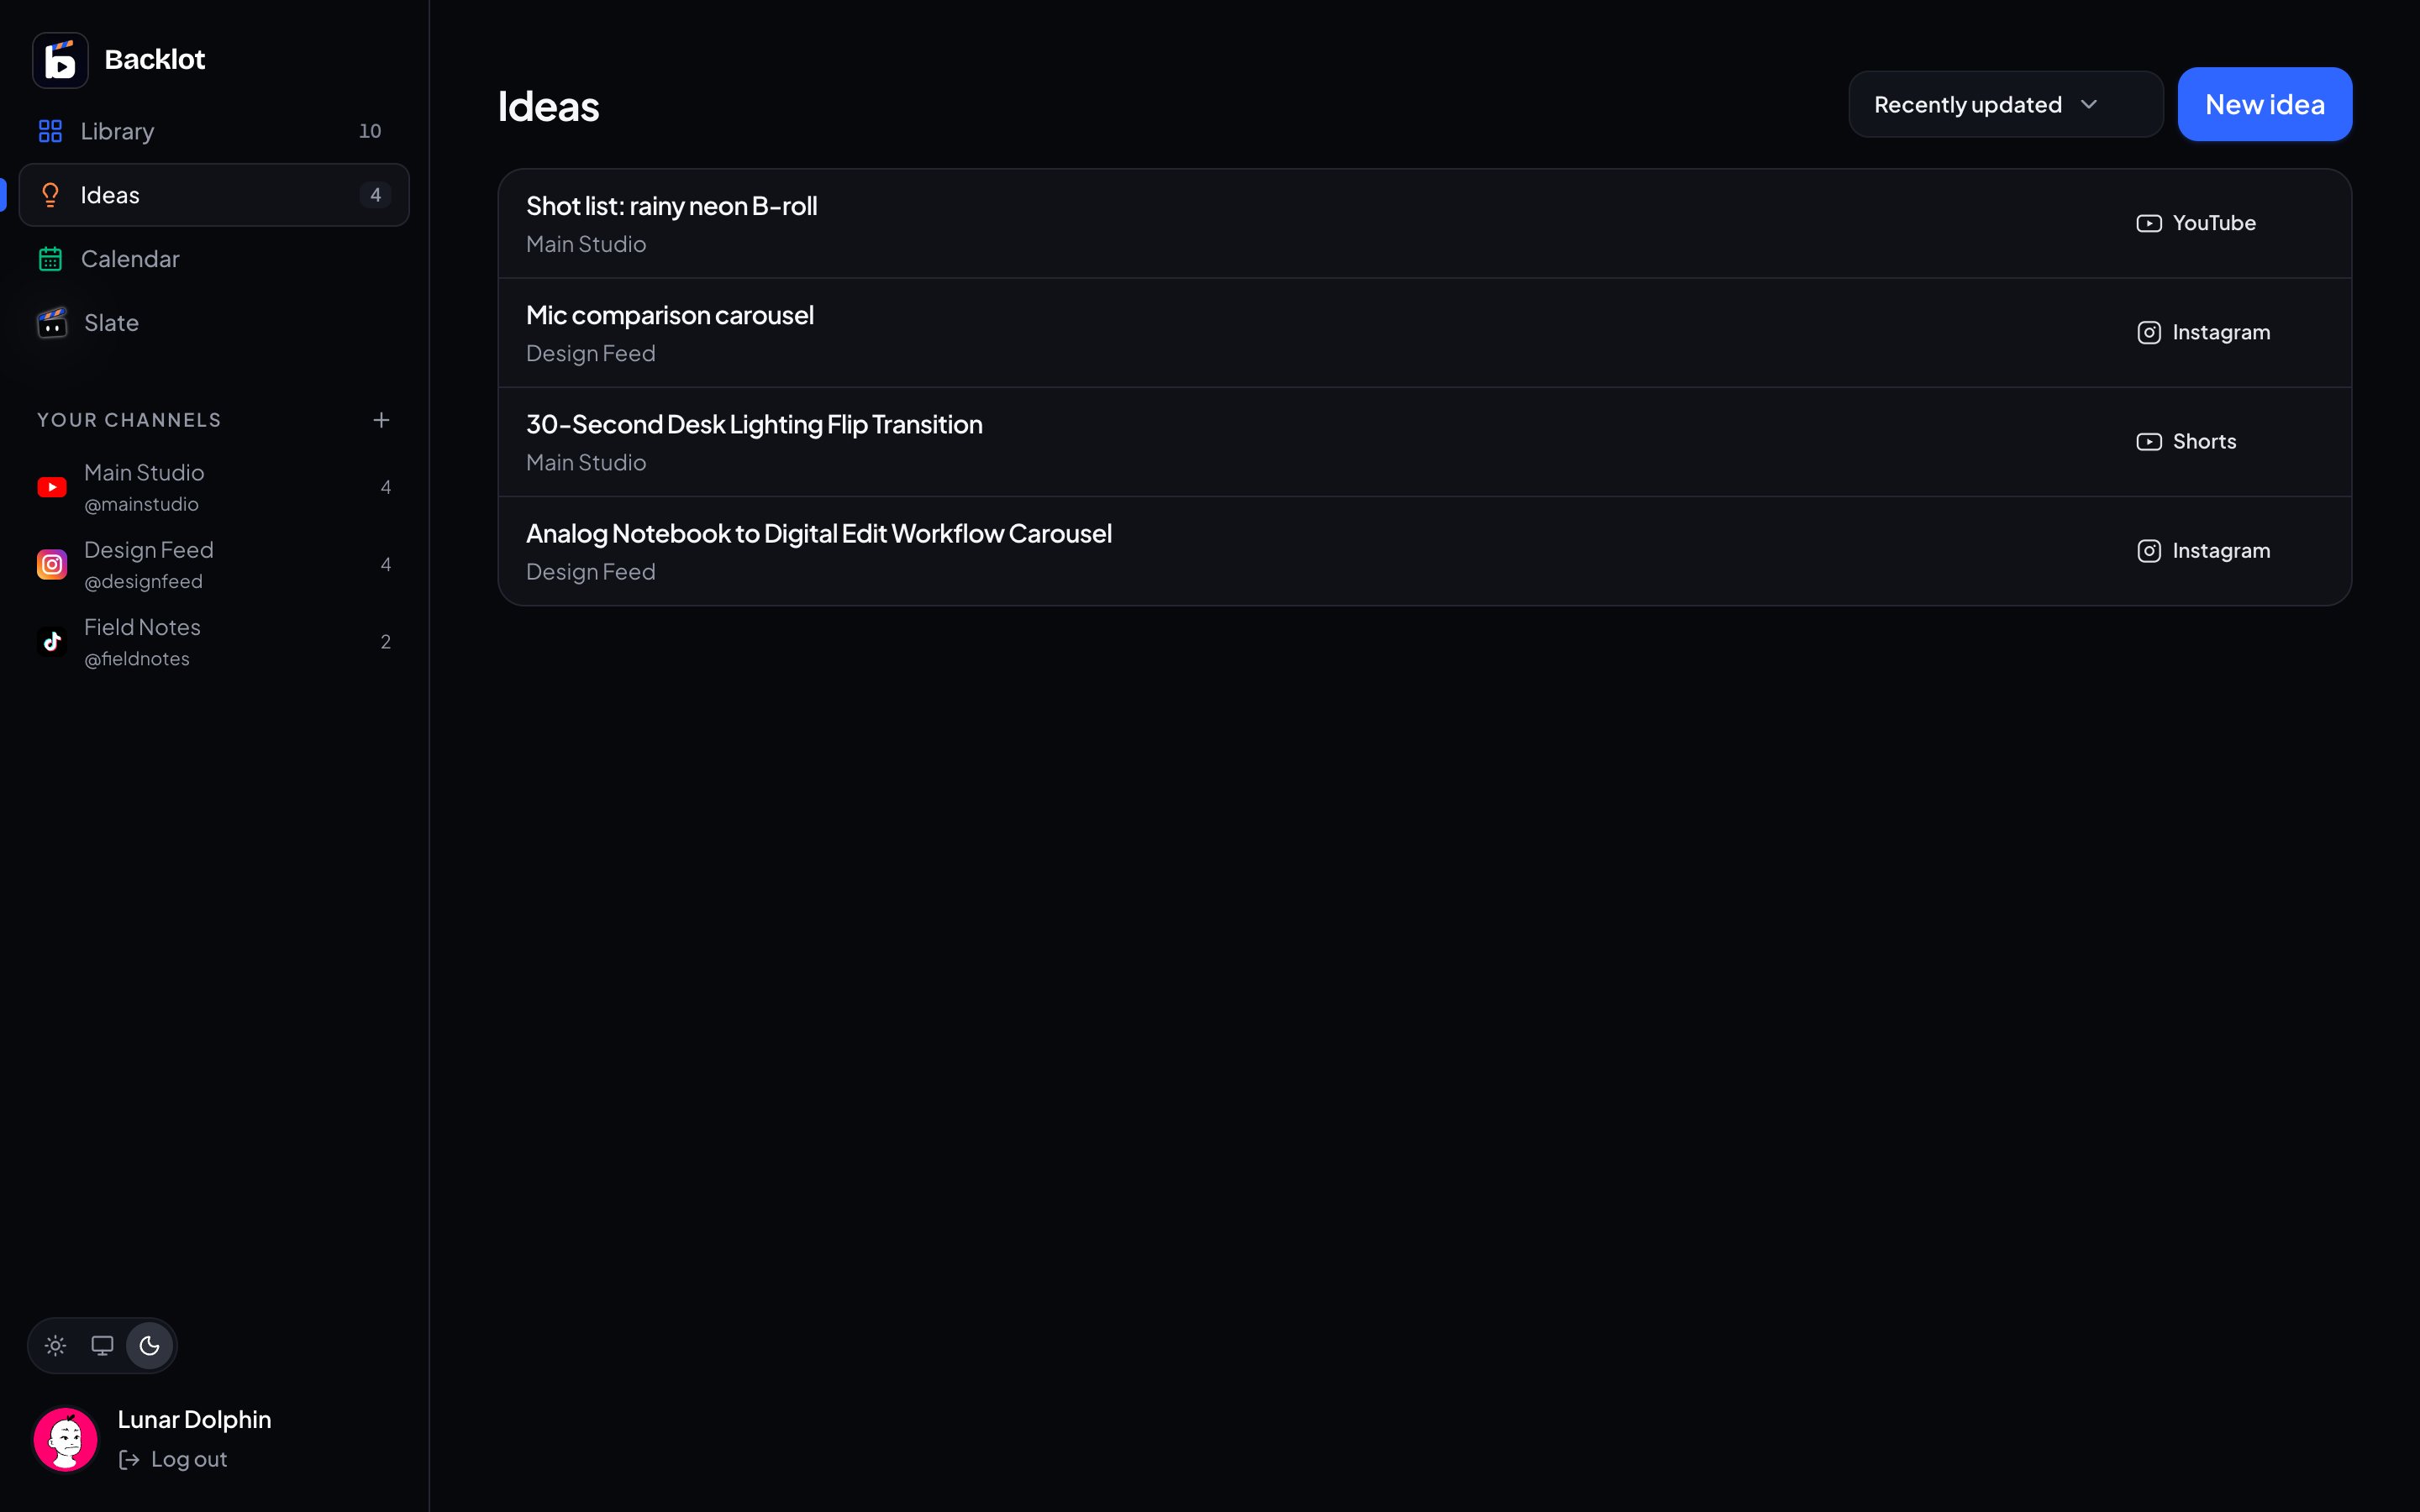 Backlot
Library 10
Ideas 4
Calendar
Slate
YOUR CHANNELS
Main Studio
@mainstudio
4
Design Feed
@designfeed
4
Field Notes
@fieldnotes
2
Lunar Dolphin
Log out
Ideas
Recently updated
New idea
Shot list: rainy neon B-roll
Main Studio
YouTube
Mic comparison carousel
Design Feed
Instagram
30-Second Desk Lighting Flip Transition
Main Studio
Shorts
Analog Notebook to Digital Edit Workflow Carousel
Design Feed
Instagram